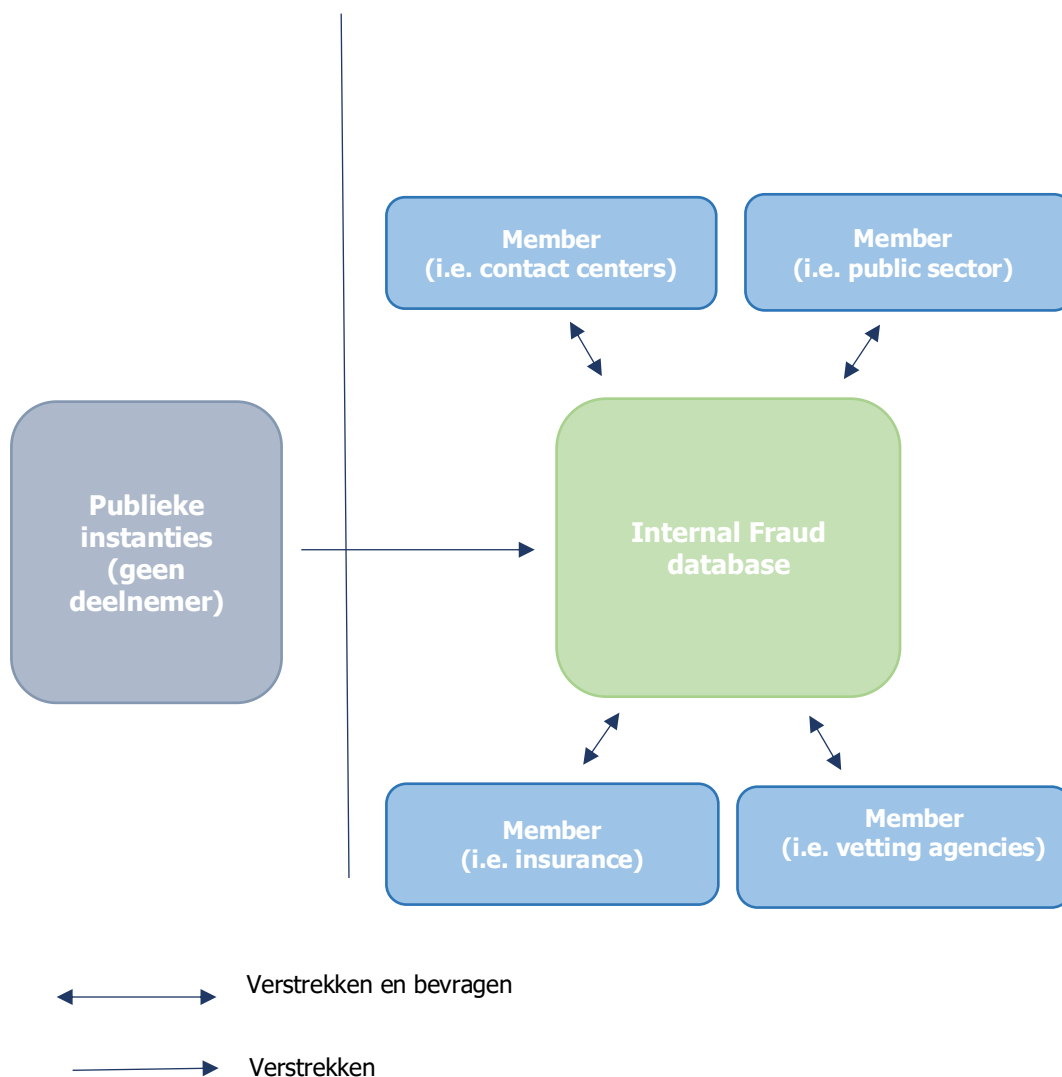 Member
(i.e. contact centers)
Member
(i.e. public sector)
Publieke
instanties
(geen
deelnemer)
Internal Fraud
database
Member
(i.e. insurance)
Member
(i.e. vetting agencies)
Verstrekken en bevragen
Verstrekken